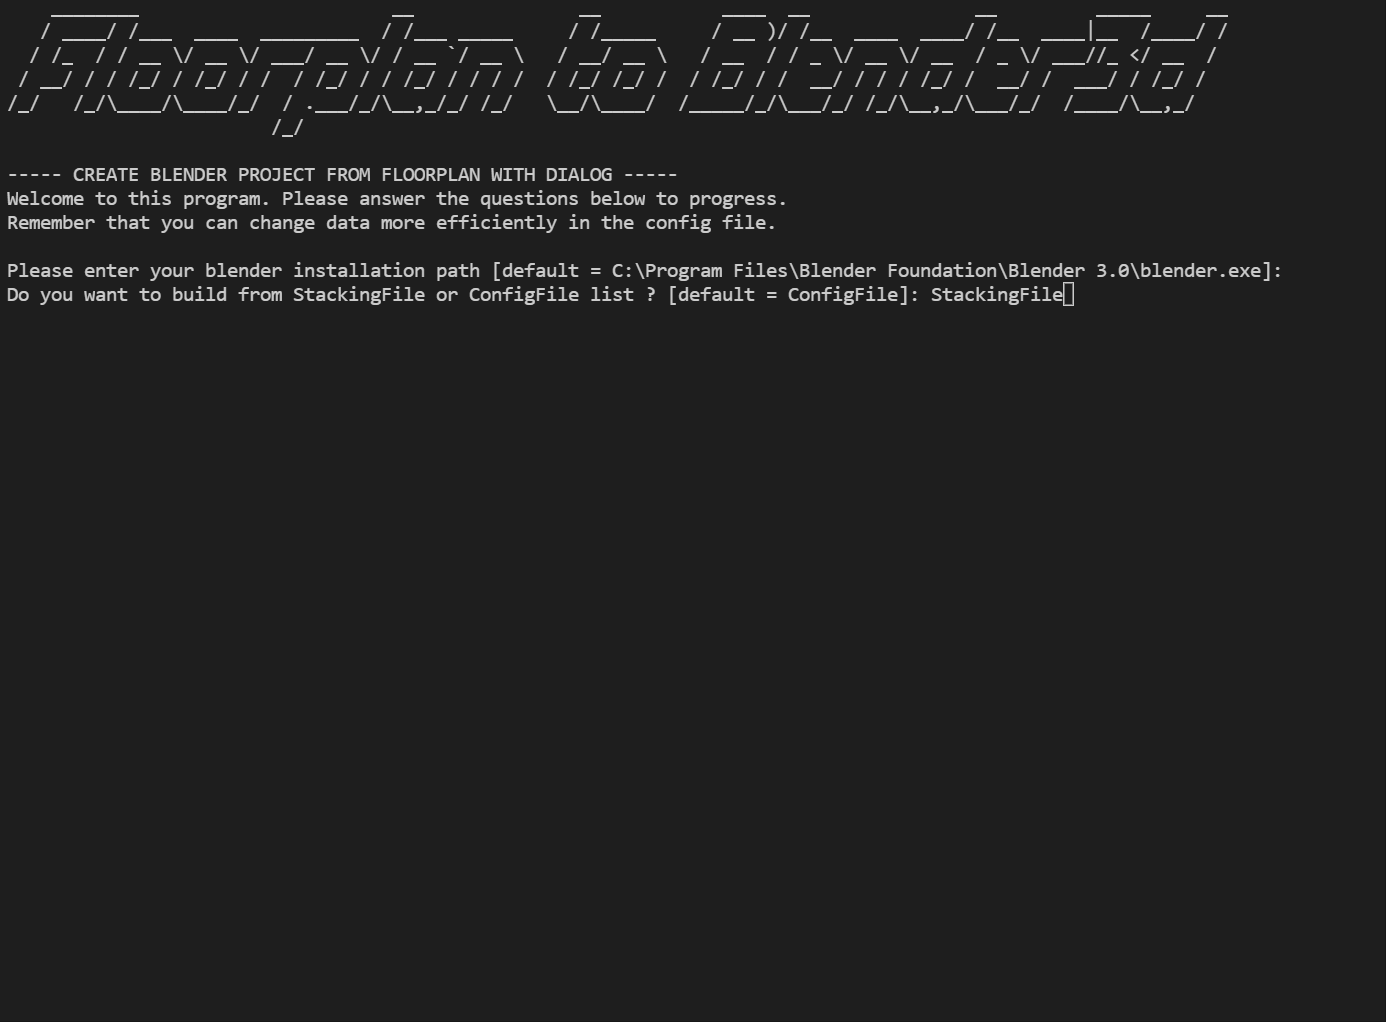 Floorplan to Blender3d
----- CREATE BLENDER PROJECT FROM FLOORPLAN WITH DIALOG -----
Welcome to this program. Please answer the questions below to progress.
Remember that you can change data more efficiently in the config file.
Please enter your blender installation path [default = C:\Program Files\Blender Foundation\Blender 3.0\blender.exe]:
Do you want to build from StackingFile or ConfigFile list ? [default = ConfigFile]: StackingFile